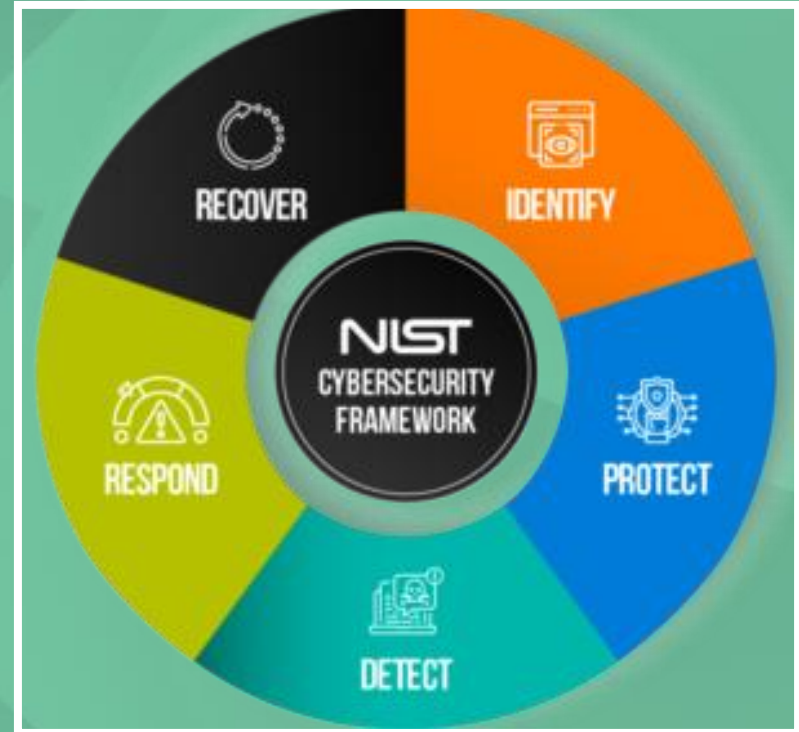 RECOVER
IDENTIFY
NIST
CYBERSECURITY
FRAMEWORK
RESPOND
PROTECT
DETECT